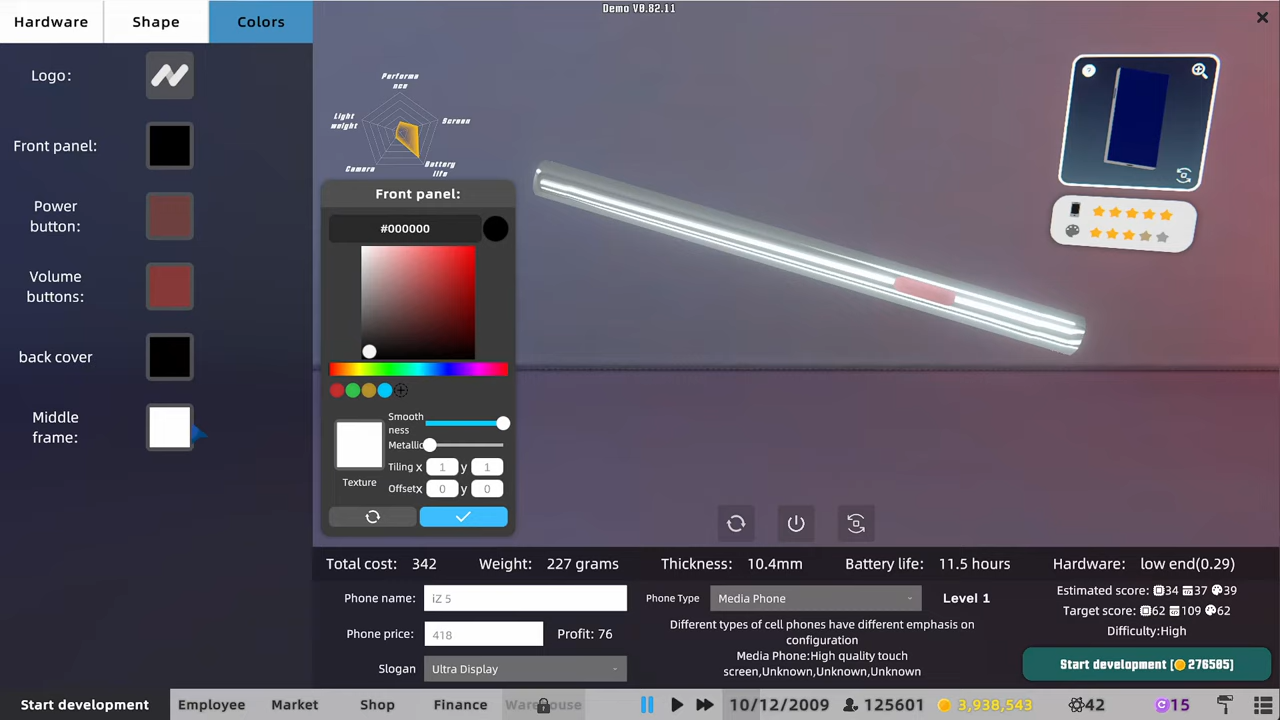 Demo V0.82.11
Hardware
Shape
Colors
Logo:
Front panel:
Power
button:
Volume
buttons:
back cover
Middle
frame:
Performa
nce
Light
weight
Screen
Camera
Battery
life
Front panel:
#000000
Smooth
ness
Metallic
Tiling x 1 y 1
Texture
Offset x 0 y 0
Total cost: 342
Weight: 227 grams
Thickness: 10.4mm
Battery life: 11.5 hours
Hardware: low end(0.29)
Phone name: iZ 5
Phone Type Media Phone Level 1
Phone price: 418 Profit: 76
Slogan Ultra Display
Different types of cell phones have different emphasis on
configuration
Media Phone:High quality touch
screen,Unknown,Unknown,Unknown
Estimated score: 34 37 39
Target score: 62 109 62
Difficulty:High
Start development [ 276505]
Start development
Employee
Market
Shop
Finance
Warehouse
10/12/2009
125601
3,938,543
42
15